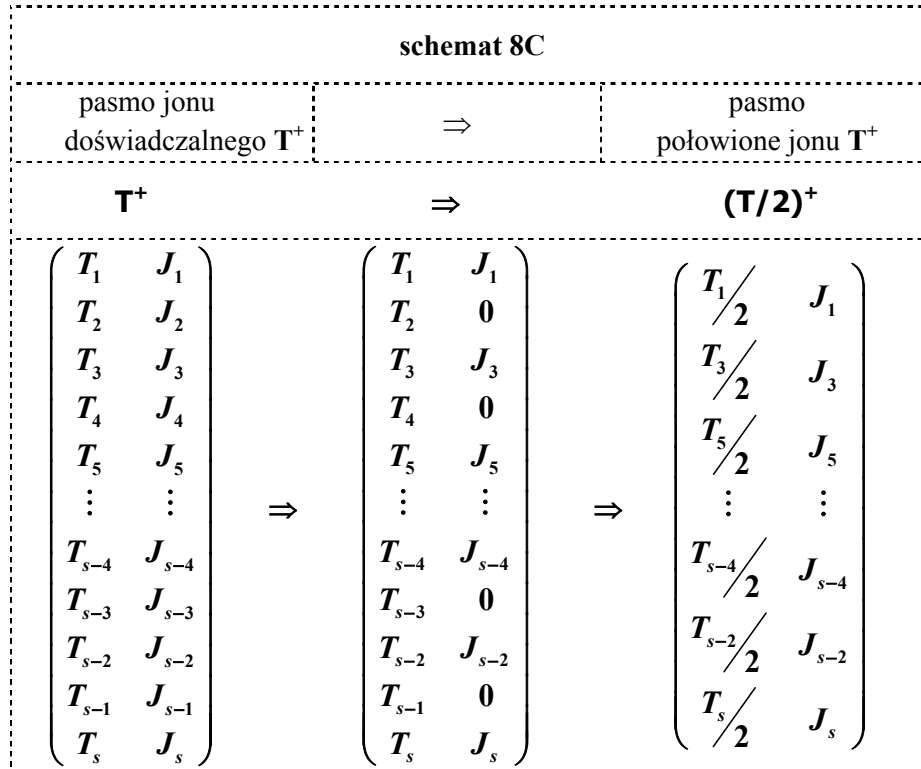 schemat 8C
pasmo jonu doświadczalnego T⁺ ⇒ pasmo połowione jonu T⁺
T⁺ ⇒ (T/2)⁺
T₁ J₁ T₁ J₁ T₁/2 J₁
T₂ J₂ T₂ 0
T₃ J₃ T₃ J₃ T₃/2 J₃
T₄ J₄ T₄ 0
T₅ J₅ T₅ J₅ T₅/2 J₅
⋮ ⋮ ⇒ ⋮ ⋮ ⇒ ⋮ ⋮
Tₛ₋₄ Jₛ₋₄ Tₛ₋₄ Jₛ₋₄ Tₛ₋₄/2 Jₛ₋₄
Tₛ₋₃ Jₛ₋₃ Tₛ₋₃ 0
Tₛ₋₂ Jₛ₋₂ Tₛ₋₂ Jₛ₋₂ Tₛ₋₂/2 Jₛ₋₂
Tₛ₋₁ Jₛ₋₁ Tₛ₋₁ 0
Tₛ Jₛ Tₛ Jₛ Tₛ/2 Jₛ